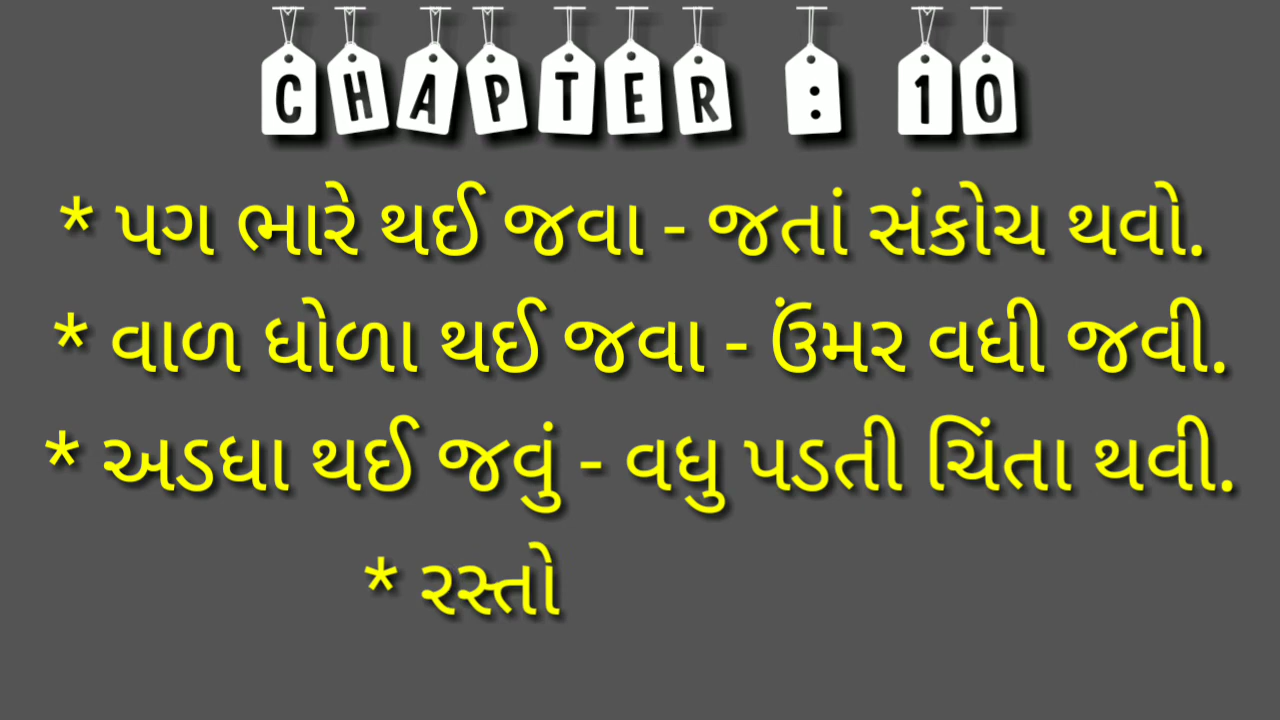 CHAPTER : 10
* પગ ભારે થઈ જવા - જતાં સંકોચ થવો.
* વાળ ધોળા થઈ જવા - ઉંમર વધી જવી.
* અડધા થઈ જવું - વધુ પડતી ચિંતા થવી.
* રસ્તો